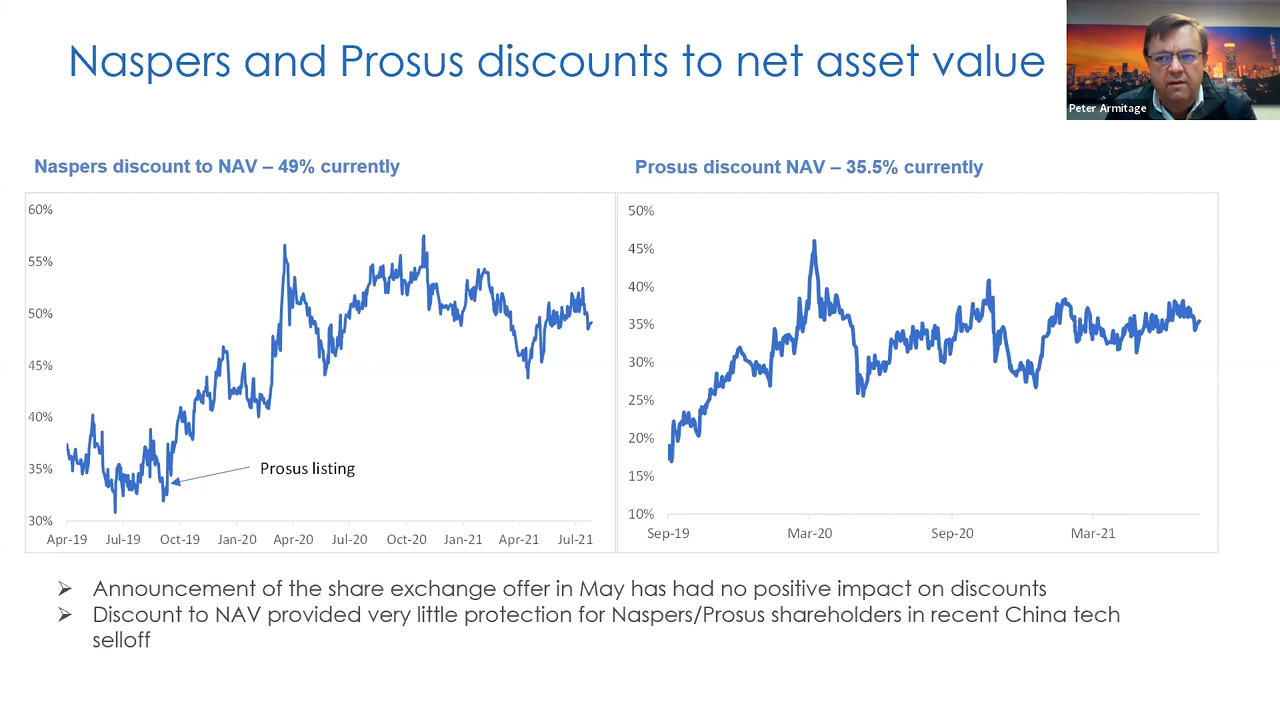 Naspers and Prosus discounts to net asset value
Peter Armitage
Naspers discount to NAV – 49% currently
60%
55%
50%
45%
40%
35%
30%
Prosus listing
Apr-19 Jul-19 Oct-19 Jan-20 Apr-20 Jul-20 Oct-20 Jan-21 Apr-21 Jul-21
Prosus discount NAV – 35.5% currently
50%
45%
40%
35%
30%
25%
20%
15%
10%
Sep-19 Mar-20 Sep-20 Mar-21
➢ Announcement of the share exchange offer in May has had no positive impact on discounts
➢ Discount to NAV provided very little protection for Naspers/Prosus shareholders in recent China tech
selloff